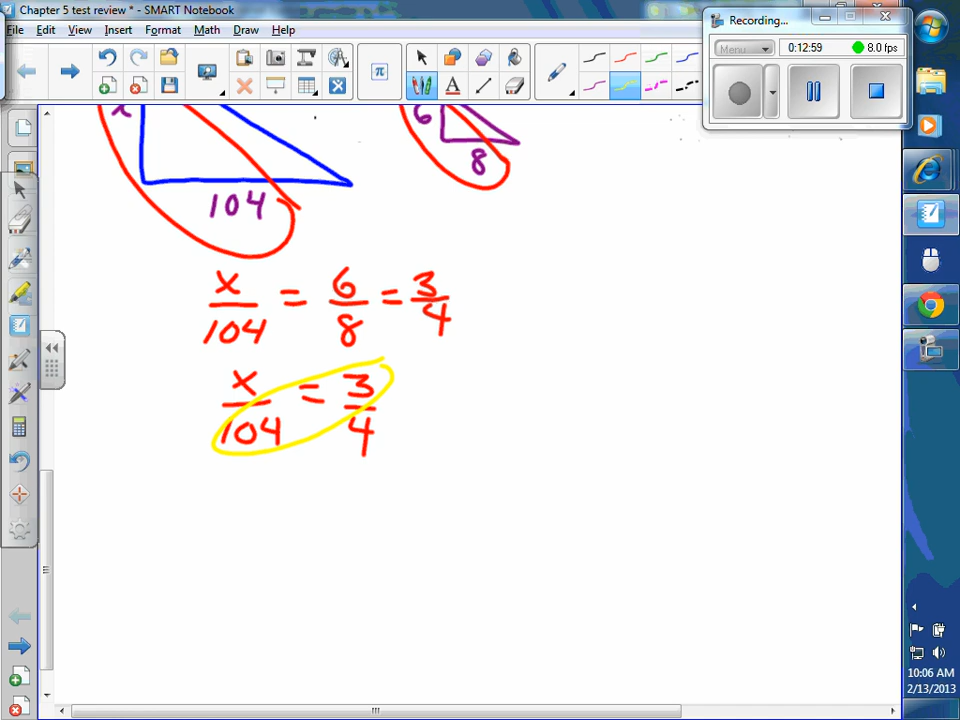 Chapter 5 test review * - SMART Notebook
File Edit View Insert Format Math Draw Help
Recording...
Menu
0:12:59 8.0 fps
π
A
x
104
6
8
x/104 = 6/8 = 3/4
x/104 = 3/4
10:06 AM
2/13/2013